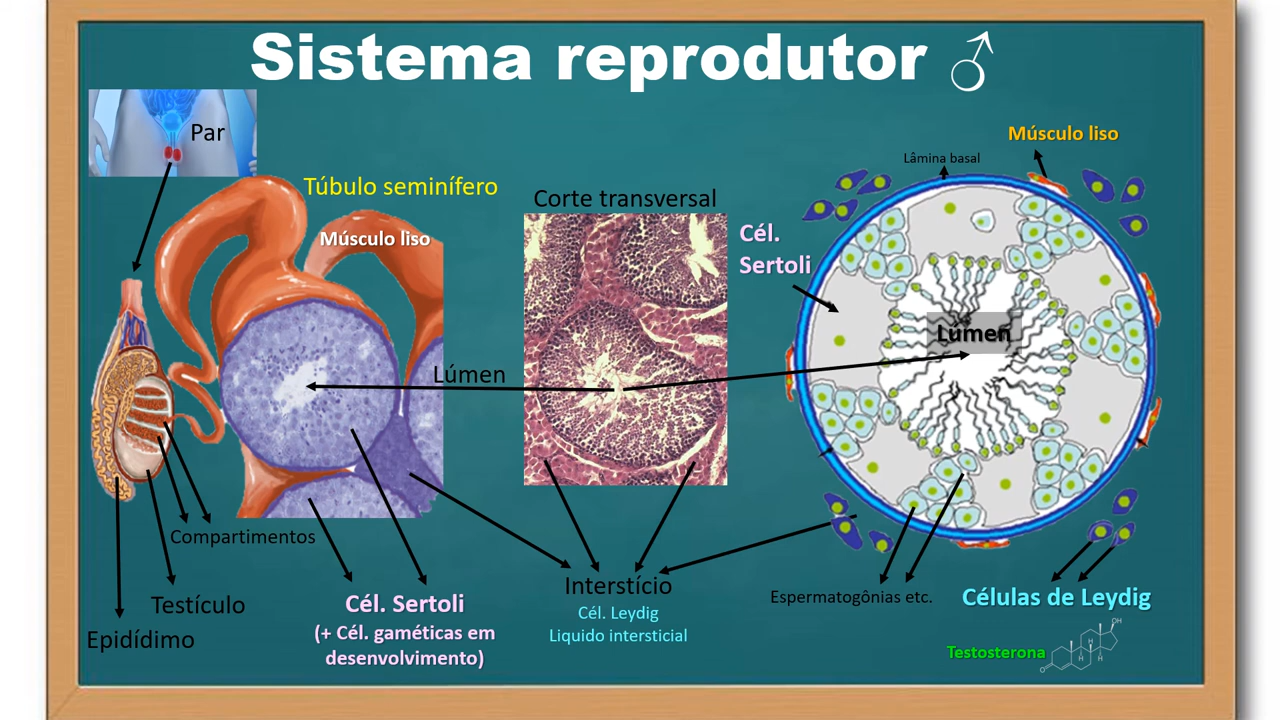 Sistema reprodutor ♂
Par
Músculo liso
Lâmina basal
Túbulo seminífero
Corte transversal
Músculo liso
Cél.
Sertoli
Lúmen
Lúmen
Compartimentos
Interstício
Testículo
Cél. Sertoli
Cél. Leydig
Espermatogônias etc.
Células de Leydig
Epidídimo
(+ Cél. gaméticas em
desenvolvimento)
Liquido intersticial
Testosterona
OH
H
H
H
O